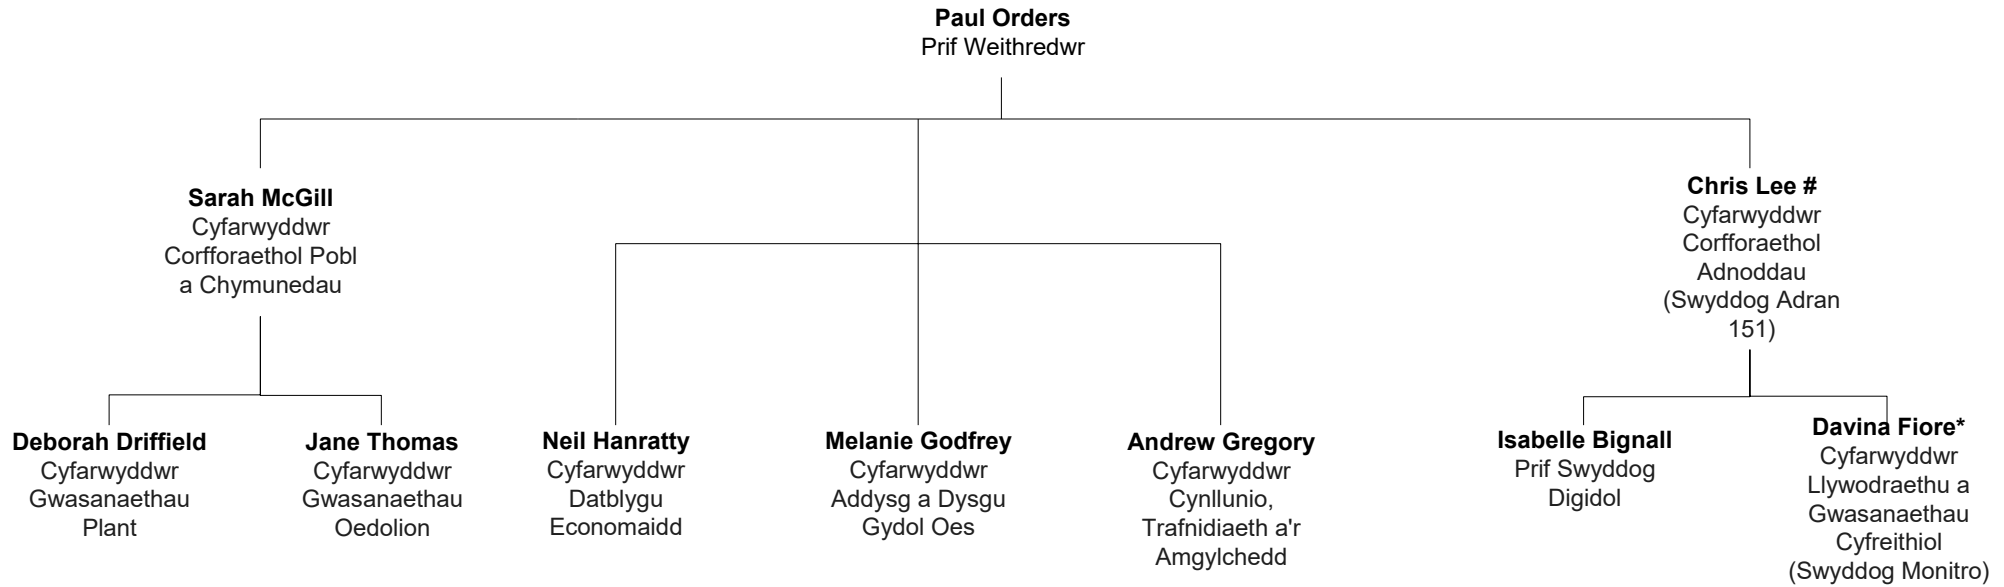 Paul Orders
Prif Weithredwr
Sarah McGill
Cyfarwyddwr
Corfforaethol Pobl
a Chymunedau
Chris Lee #
Cyfarwyddwr
Corfforaethol
Adnoddau
(Swyddog Adran
151)
Deborah Driffield
Cyfarwyddwr
Gwasanaethau
Plant
Jane Thomas
Cyfarwyddwr
Gwasanaethau
Oedolion
Neil Hanratty
Cyfarwyddwr
Datblygu
Economaidd
Melanie Godfrey
Cyfarwyddwr
Addysg a Dysgu
Gydol Oes
Andrew Gregory
Cyfarwyddwr
Cynllunio,
Trafnidiaeth a'r
Amgylchedd
Isabelle Bignall
Prif Swyddog
Digidol
Davina Fiore*
Cyfarwyddwr
Llywodraethu a
Gwasanaethau
Cyfreithiol
(Swyddog Monitro)